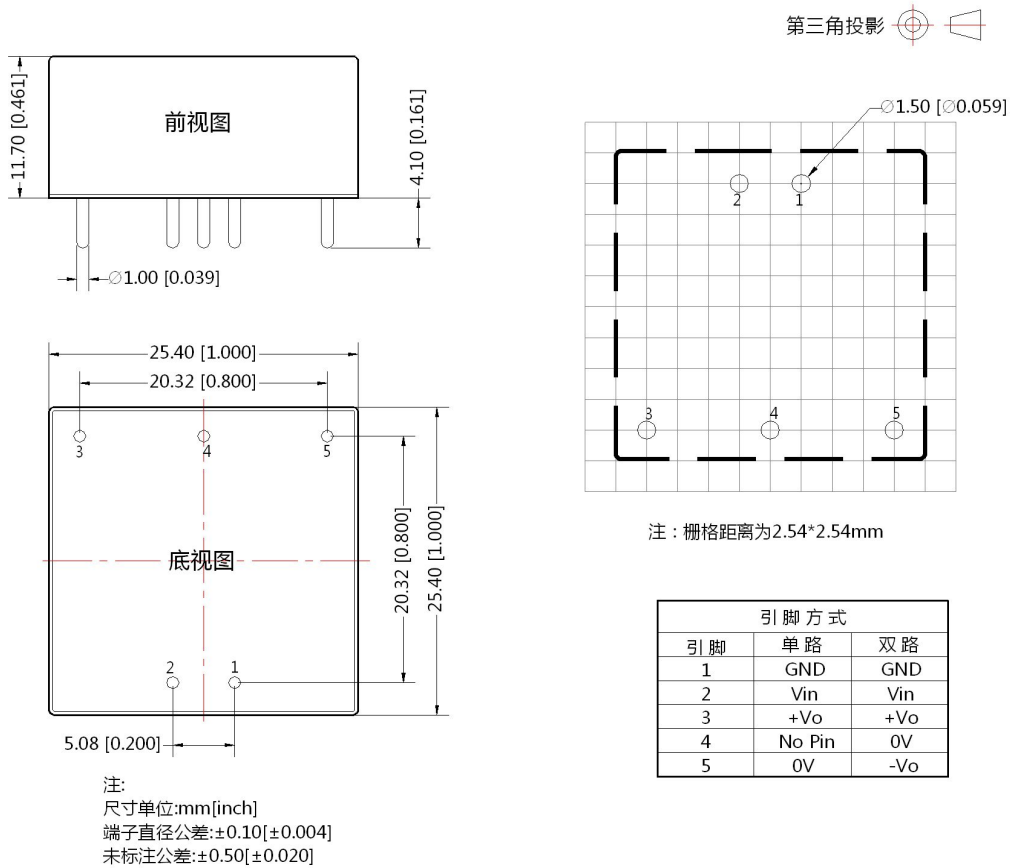 第三角投影
前视图
11.70 [0.461]
4.10 [0.161]
∅1.00 [0.039]
∅1.50 [∅0.059]
2
1
3
4
5
注：栅格距离为2.54*2.54mm
25.40 [1.000]
20.32 [0.800]
3
4
5
底视图
20.32 [0.800]
25.40 [1.000]
2
1
5.08 [0.200]
注:
尺寸单位:mm[inch]
端子直径公差:±0.10[±0.004]
未标注公差:±0.50[±0.020]
引脚方式
引脚 单路 双路
1 GND GND
2 Vin Vin
3 +Vo +Vo
4 No Pin 0V
5 0V -Vo